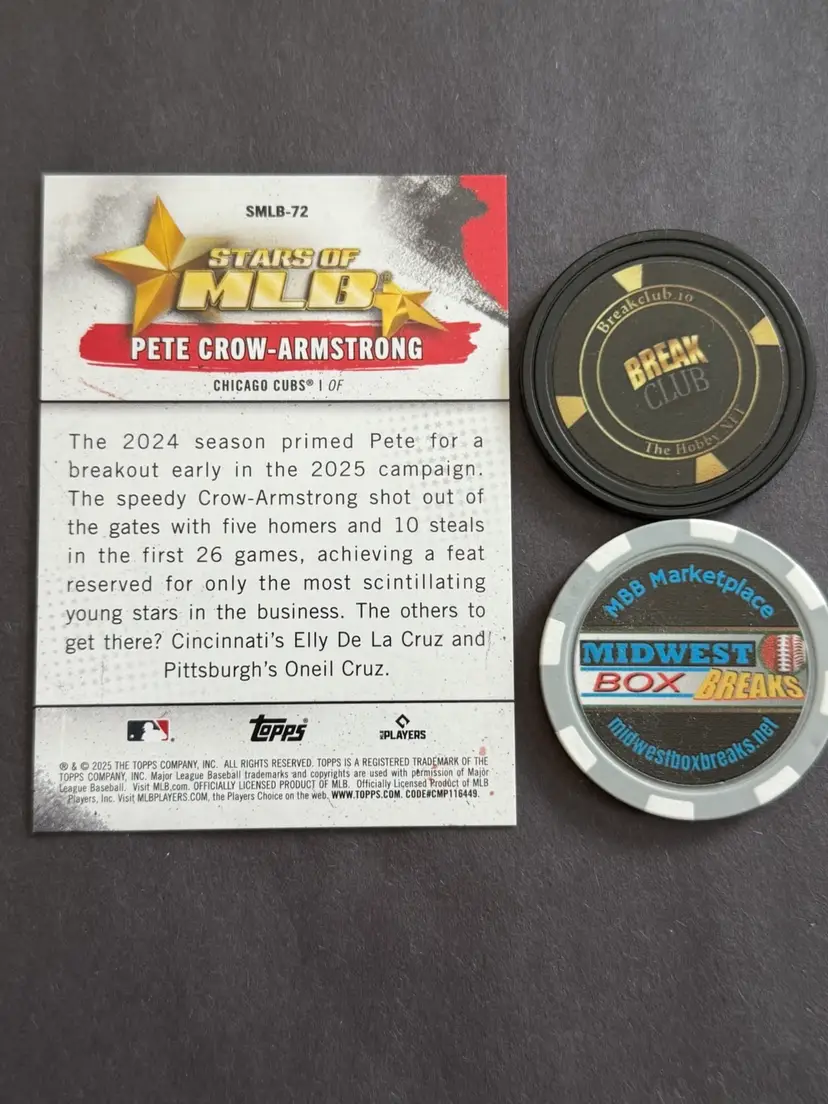 SMLB-72
STARS OF
MLB®
PETE CROW-ARMSTRONG
CHICAGO CUBS® | OF
The 2024 season primed Pete for a
breakout early in the 2025 campaign.
The speedy Crow-Armstrong shot out of
the gates with five homers and 10 steals
in the first 26 games, achieving a feat
reserved for only the most scintillating
young stars in the business. The others to
get there? Cincinnati's Elly De La Cruz and
Pittsburgh's Oneil Cruz.
topps®
MLB PLAYERS
® & © 2025 THE TOPPS COMPANY, INC. ALL RIGHTS RESERVED. TOPPS IS A REGISTERED TRADEMARK OF THE
TOPPS COMPANY, INC. Major League Baseball trademarks and copyrights are used with permission of Major
League Baseball. Visit MLB.com. OFFICIALLY LICENSED PRODUCT OF MLB. Officially Licensed Product of MLB
Players, Inc. Visit MLBPLAYERS.COM, the Players Choice on the web. WWW.TOPPS.COM. CODE#CMP116449.
Breakclub.io
BREAK
CLUB
The Hobby NFT
MBB Marketplace
MIDWEST
BOX BREAKS
midwestboxbreaks.net